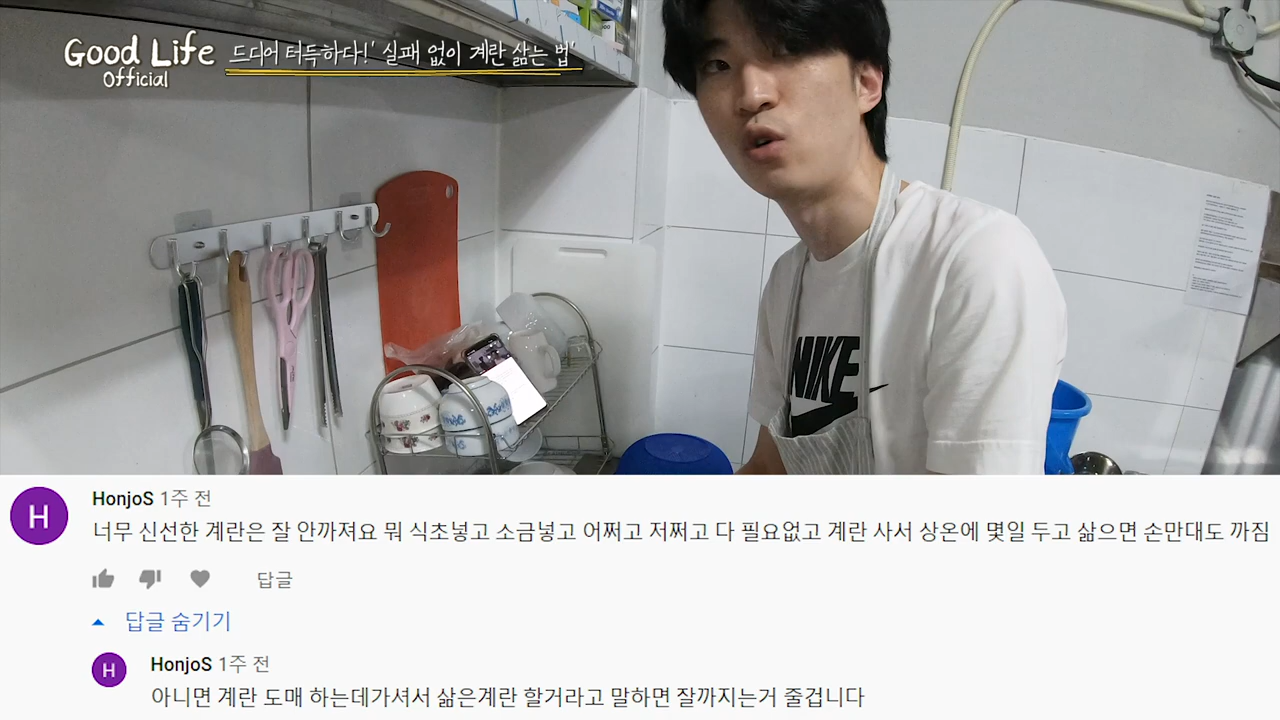 Good Life
Official
드디어 터득하다!' 실패 없이 계란 삶는 법'
NIKE
H
HonjoS 1주 전
너무 신선한 계란은 잘 안까져요 뭐 식초넣고 소금넣고 어쩌고 저쩌고 다 필요없고 계란 사서 상온에 몇일 두고 삶으면 손만대도 까짐
답글
답글 숨기기
H
HonjoS 1주 전
아니면 계란 도매 하는데가셔서 삶은계란 할거라고 말하면 잘까지는거 줄겁니다